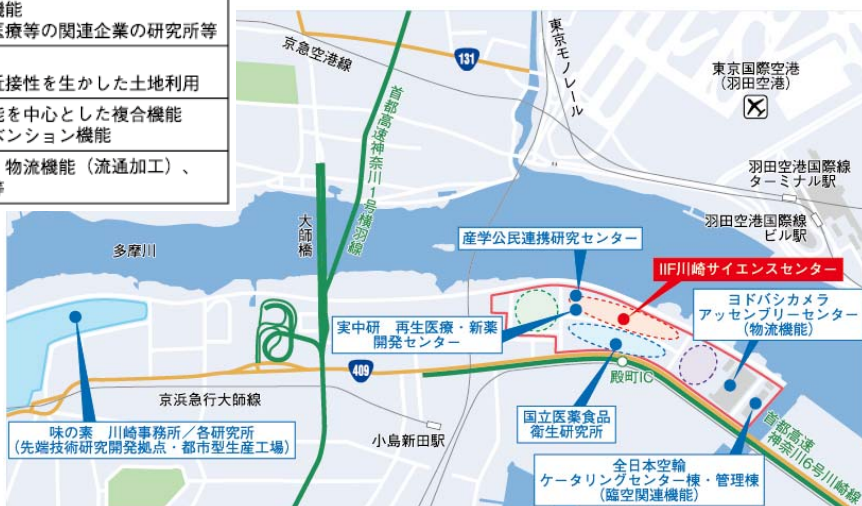 機能
医療等の関連企業の研究所等
近接性を生かした土地利用
能を中心とした複合機能
ベンション機能
物流機能（流通加工）、
等
京急空港線
131
東京モノレール
東京国際空港
（羽田空港）
首都高速神奈川1号横羽線
羽田空港国際線
ターミナル駅
羽田空港国際線
ビル駅
大師橋
多摩川
産学公民連携研究センター
IIF川崎サイエンスセンター
ヨドバシカメラ
アッセンブリーセンター
（物流機能）
実中研 再生医療・新薬
開発センター
409
殿町IC
京浜急行大師線
国立医薬食品
衛生研究所
首都高速
神奈川6号川崎線
味の素 川崎事務所／各研究所
（先端技術研究開発拠点・都市型生産工場）
小島新田駅
全日本空輸
ケータリングセンター棟・管理棟
（臨空関連機能）